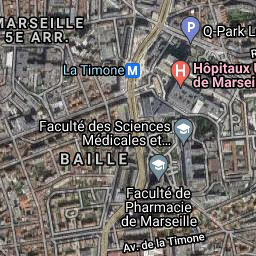 MARSEILLE
5E ARR.
P
Q-Park L
La Timone M
H
Hôpitaux U
de Marsei
Faculté des Sciences
Médicales et...
BAILLE
Faculté de
Pharmacie
de Marseille
Av. de la Timone